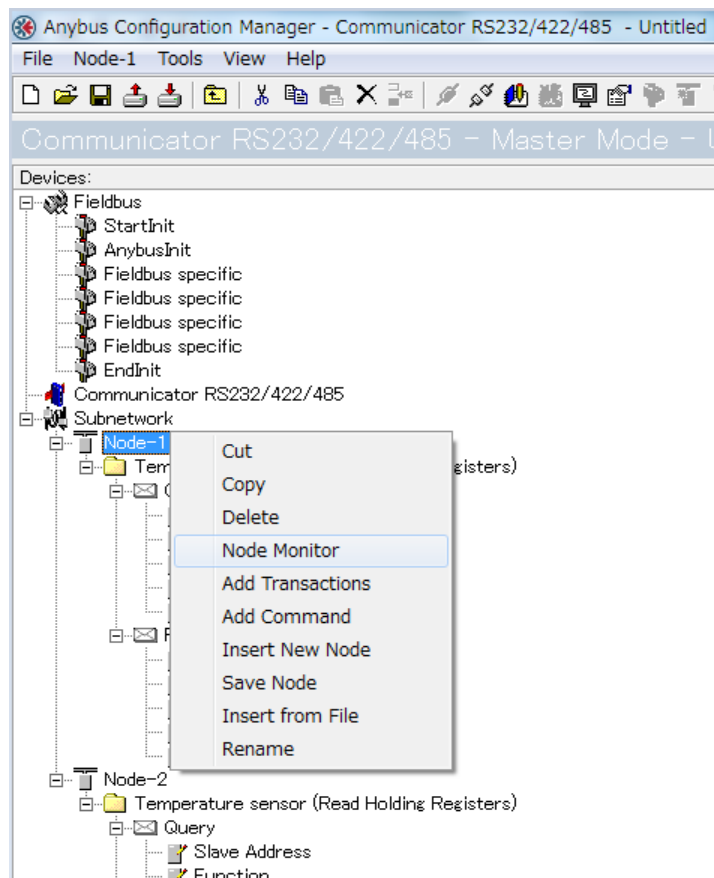 Anybus Configuration Manager - Communicator RS232/422/485 - Untitled
File Node-1 Tools View Help
Communicator RS232/422/485 - Master Mode -
Devices:
Fieldbus
StartInit
AnybusInit
Fieldbus specific
Fieldbus specific
Fieldbus specific
Fieldbus specific
EndInit
Communicator RS232/422/485
Subnetwork
Node-1
Cut
Copy
Delete
Node Monitor
Add Transactions
Add Command
Insert New Node
Save Node
Insert from File
Rename
Node-2
Temperature sensor (Read Holding Registers)
Query
Slave Address
Function